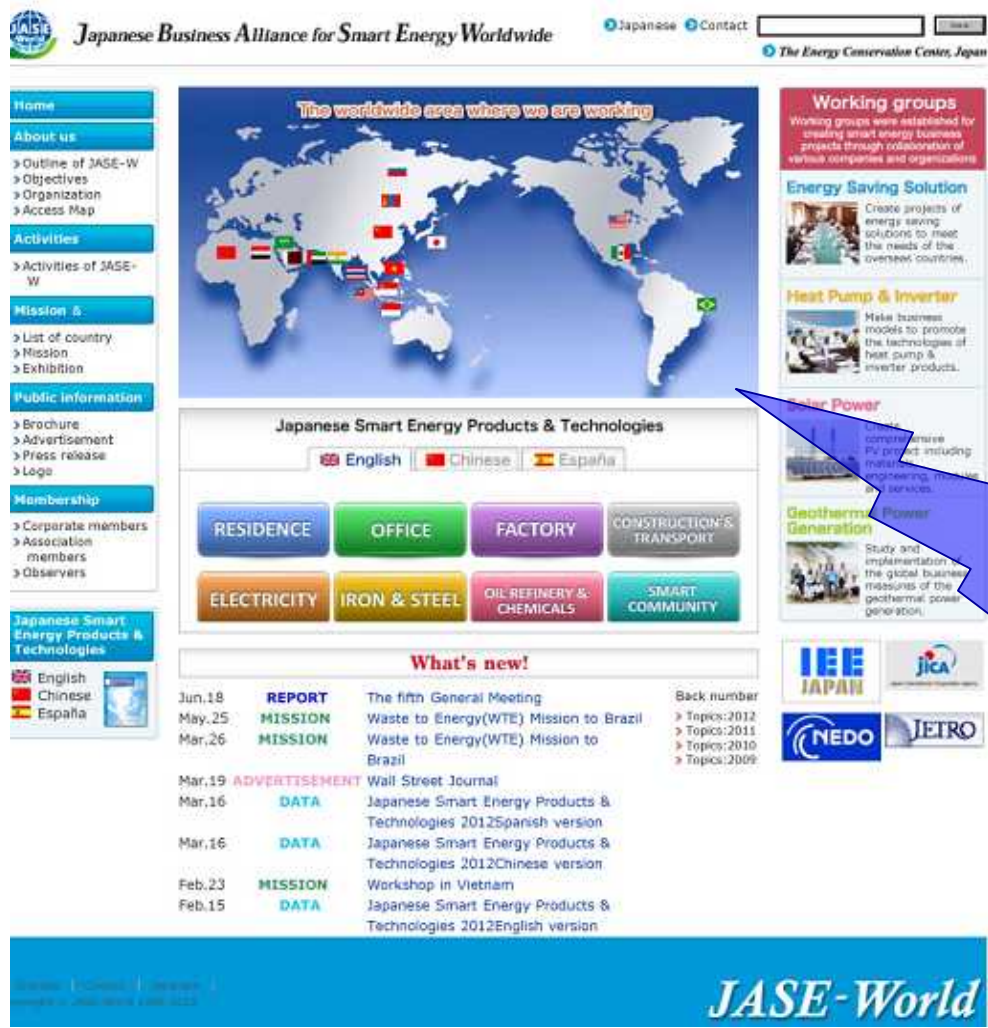 JASE
World
Japanese Business Alliance for Smart Energy Worldwide
Japanese Contact
The Energy Conservation Center, Japan
Home
About us
Outline of JASE-W
Objectives
Organization
Access Map
Activities
Activities of JASE-
W
Mission &
List of country
Mission
Exhibition
Public information
Brochure
Advertisement
Press release
Logo
Membership
Corporate members
Association
members
Observers
Japanese Smart
Energy Products &
Technologies
English
Chinese
España
The worldwide area where we are working
Japanese Smart Energy Products & Technologies
English Chinese España
RESIDENCE OFFICE FACTORY CONSTRUCTION & TRANSPORT
ELECTRICITY IRON & STEEL OIL REFINERY & CHEMICALS SMART COMMUNITY
What's new!
Jun.18 REPORT The fifth General Meeting
May.25 MISSION Waste to Energy(WTE) Mission to Brazil
Mar.26 MISSION Waste to Energy(WTE) Mission to
Brazil
Mar.19 ADVERTISEMENT Wall Street Journal
Mar.16 DATA Japanese Smart Energy Products &
Technologies 2012Spanish version
Mar.16 DATA Japanese Smart Energy Products &
Technologies 2012Chinese version
Feb.23 MISSION Workshop in Vietnam
Feb.15 DATA Japanese Smart Energy Products &
Technologies 2012English version
Back number
Topics:2012
Topics:2011
Topics:2010
Topics:2009
Working groups
Working groups were established for
creating smart energy business
projects through collaboration of
various companies and organizations
Energy Saving Solution
Create projects of
energy saving
solutions to meet
the needs of the
overseas countries.
Heat Pump & Inverter
Make business
models to promote
the technologies of
heat pump &
inverter products.
Solar Power
Create
comprehensive
PV project including
materials,
engineering, modules
and services.
Geothermal Power
Generation
Study and
implementation of
the global business
measures of the
geothermal power
generation.
IEE
JAPAN
jICA
NEDO
JETRO
JASE-World